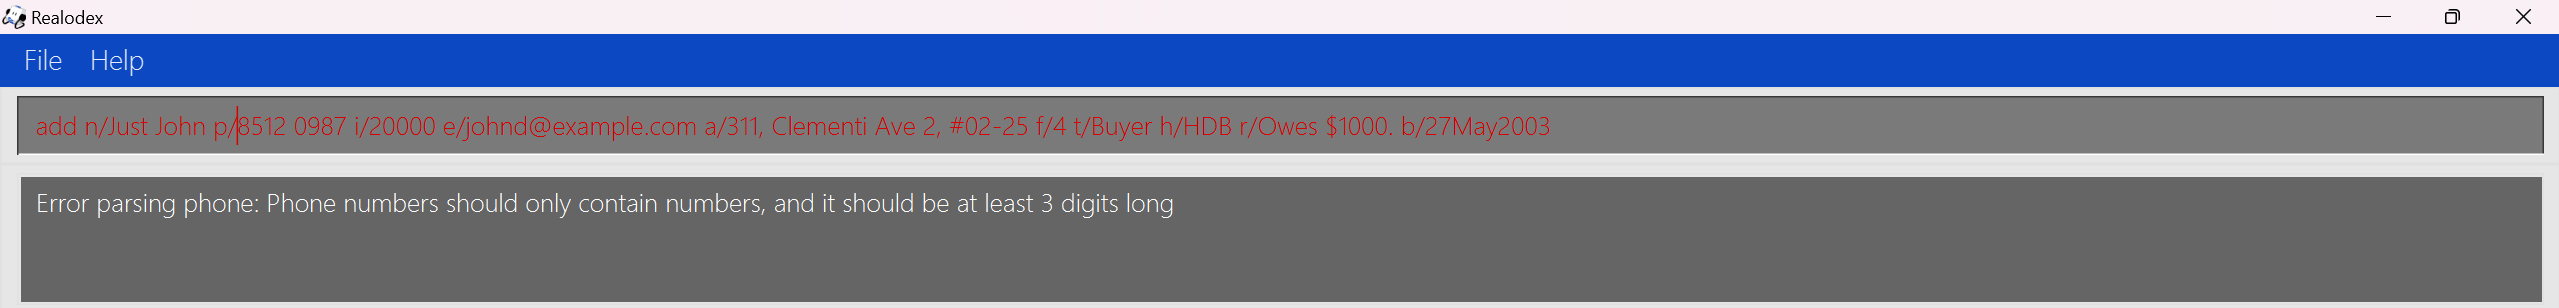 Realodex
File Help
add n/Just John p/8512 0987 i/20000 e/johnd@example.com a/311, Clementi Ave 2, #02-25 f/4 t/Buyer h/HDB r/Owes $1000. b/27May2003
Error parsing phone: Phone numbers should only contain numbers, and it should be at least 3 digits long